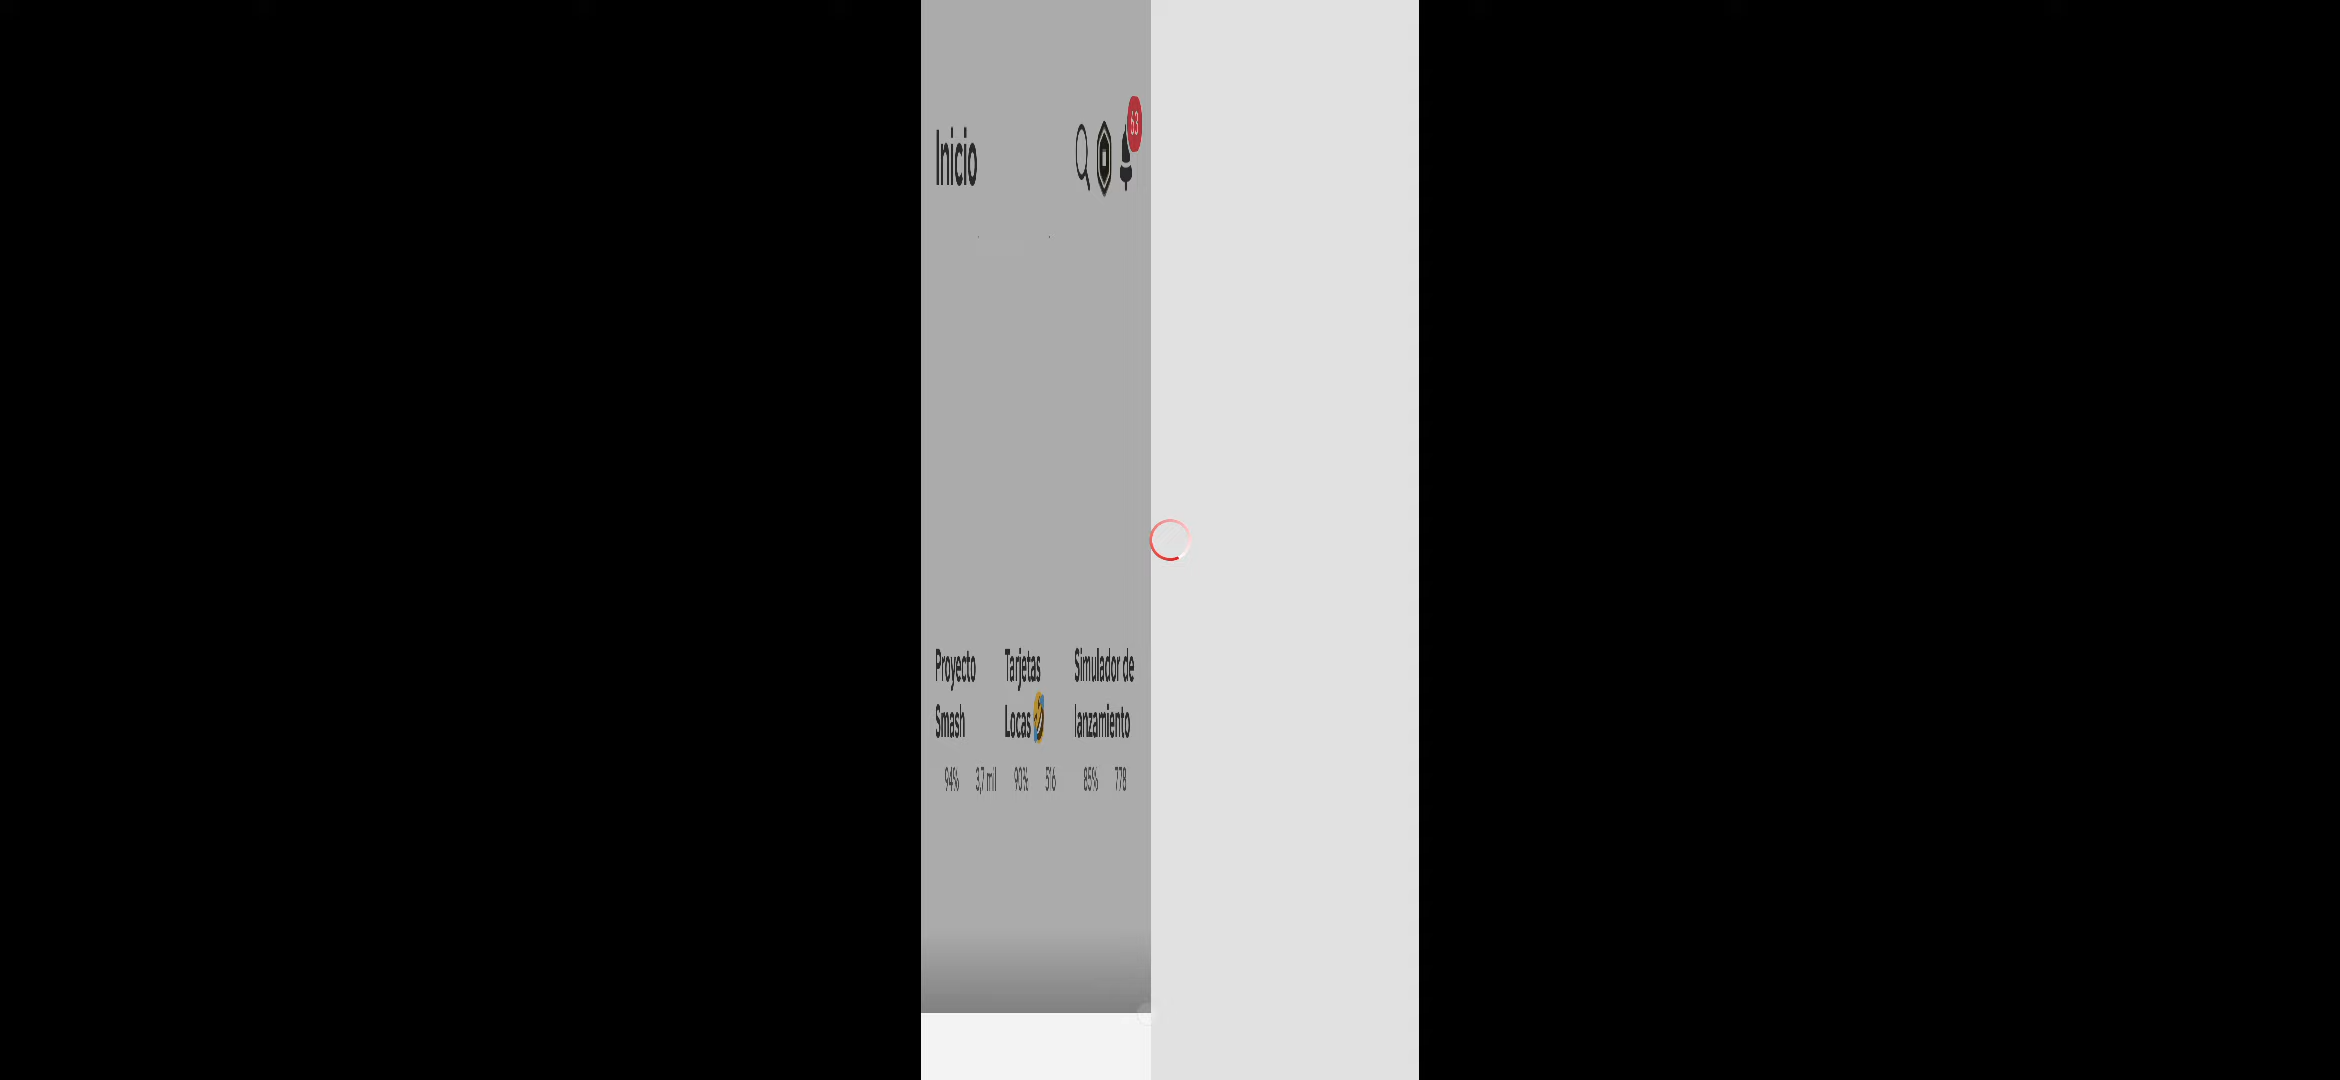 Inicio
63
Proyecto Tarjetas Simulador de
Smash Locas🤣 lanzamiento
94% 3,7 mil 90% 516 85% 778